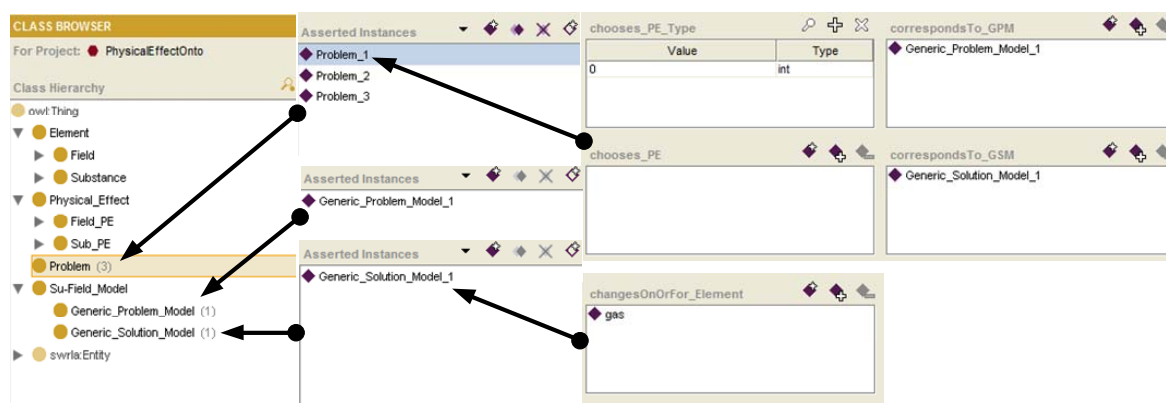 CLASS BROWSER
For Project: PhysicalEffectOnto
Class Hierarchy
owl:Thing
Element
Field
Substance
Physical_Effect
Field_PE
Sub_PE
Problem (3)
Su-Field_Model
Generic_Problem_Model (1)
Generic_Solution_Model (1)
swrla:Entity
Asserted Instances
Problem_1
Problem_2
Problem_3
Asserted Instances
Generic_Problem_Model_1
Asserted Instances
Generic_Solution_Model_1
chooses_PE_Type
Value Type
0 int
chooses_PE
changesOnOrFor_Element
gas
correspondsTo_GPM
Generic_Problem_Model_1
correspondsTo_GSM
Generic_Solution_Model_1